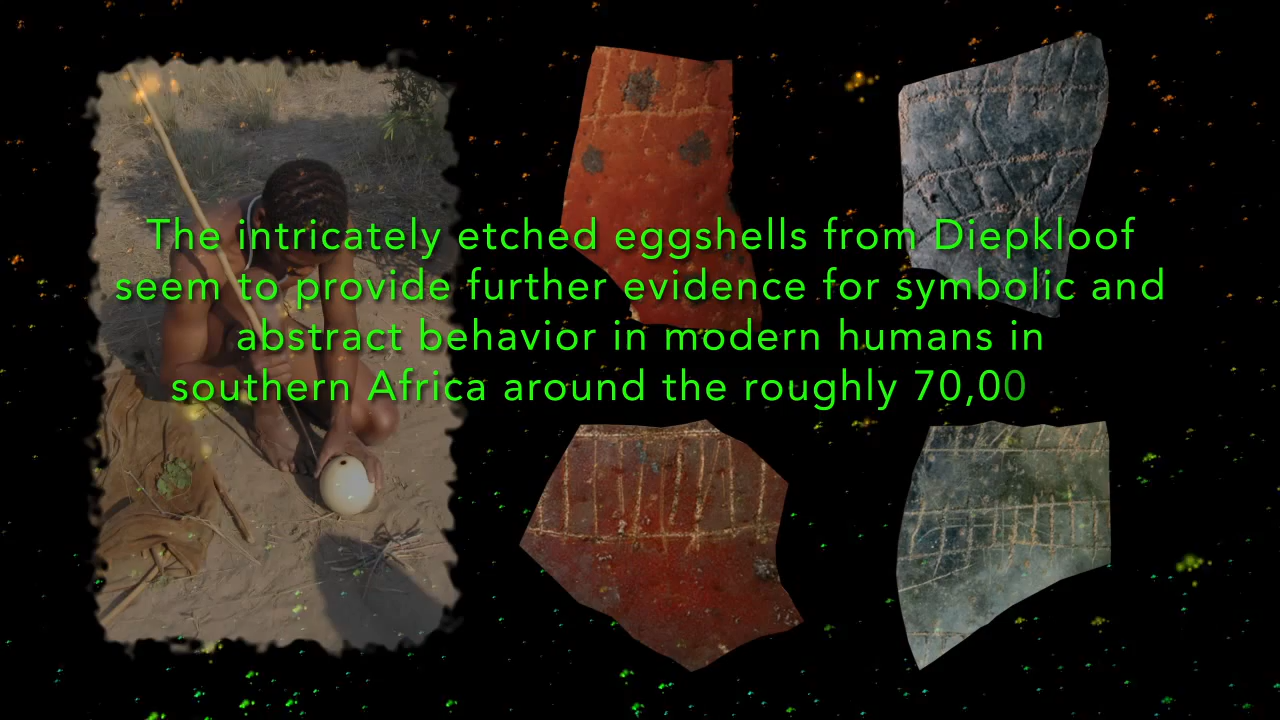 The intricately etched eggshells from Diepkloof
seem to provide further evidence for symbolic and
abstract behavior in modern humans in
southern Africa around the roughly 70,00